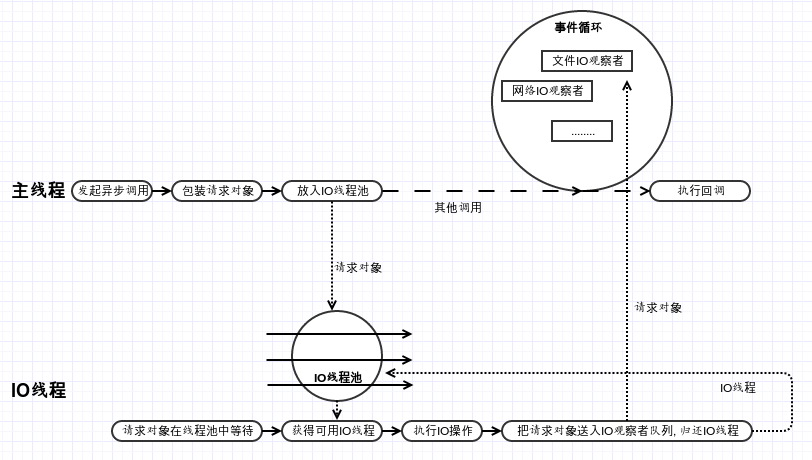 事件循环
文件IO观察者
网络IO观察者
........
主线程
发起异步调用
包装请求对象
放入IO线程池
执行回调
其他调用
请求对象
请求对象
IO线程池
IO线程
IO线程
请求对象在线程池中等待
获得可用IO线程
执行IO操作
把请求对象送入IO观察者队列, 归还IO线程